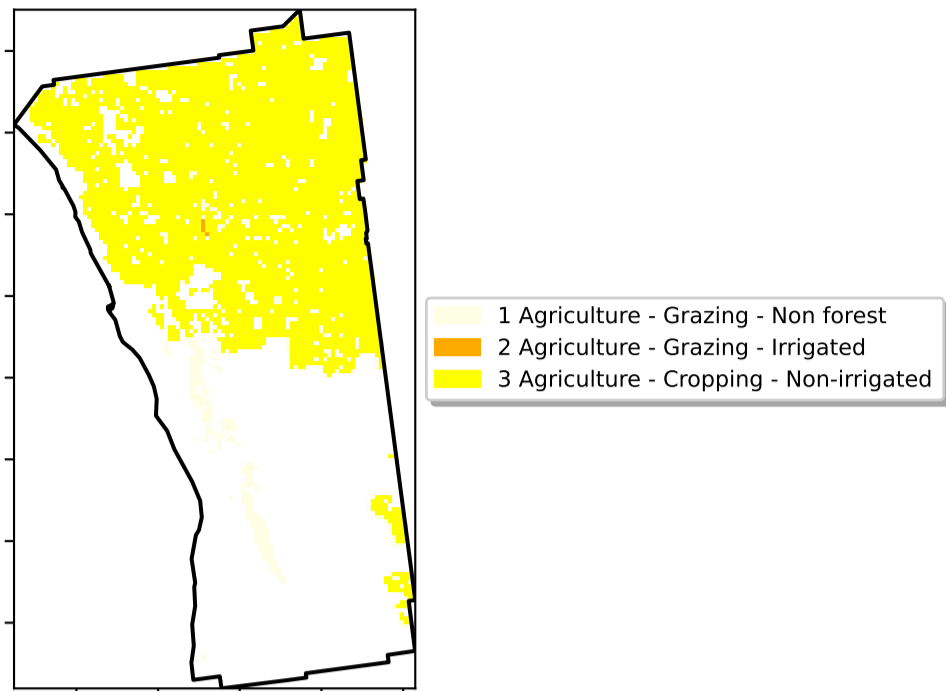 1 Agriculture - Grazing - Non forest
2 Agriculture - Grazing - Irrigated
3 Agriculture - Cropping - Non-irrigated